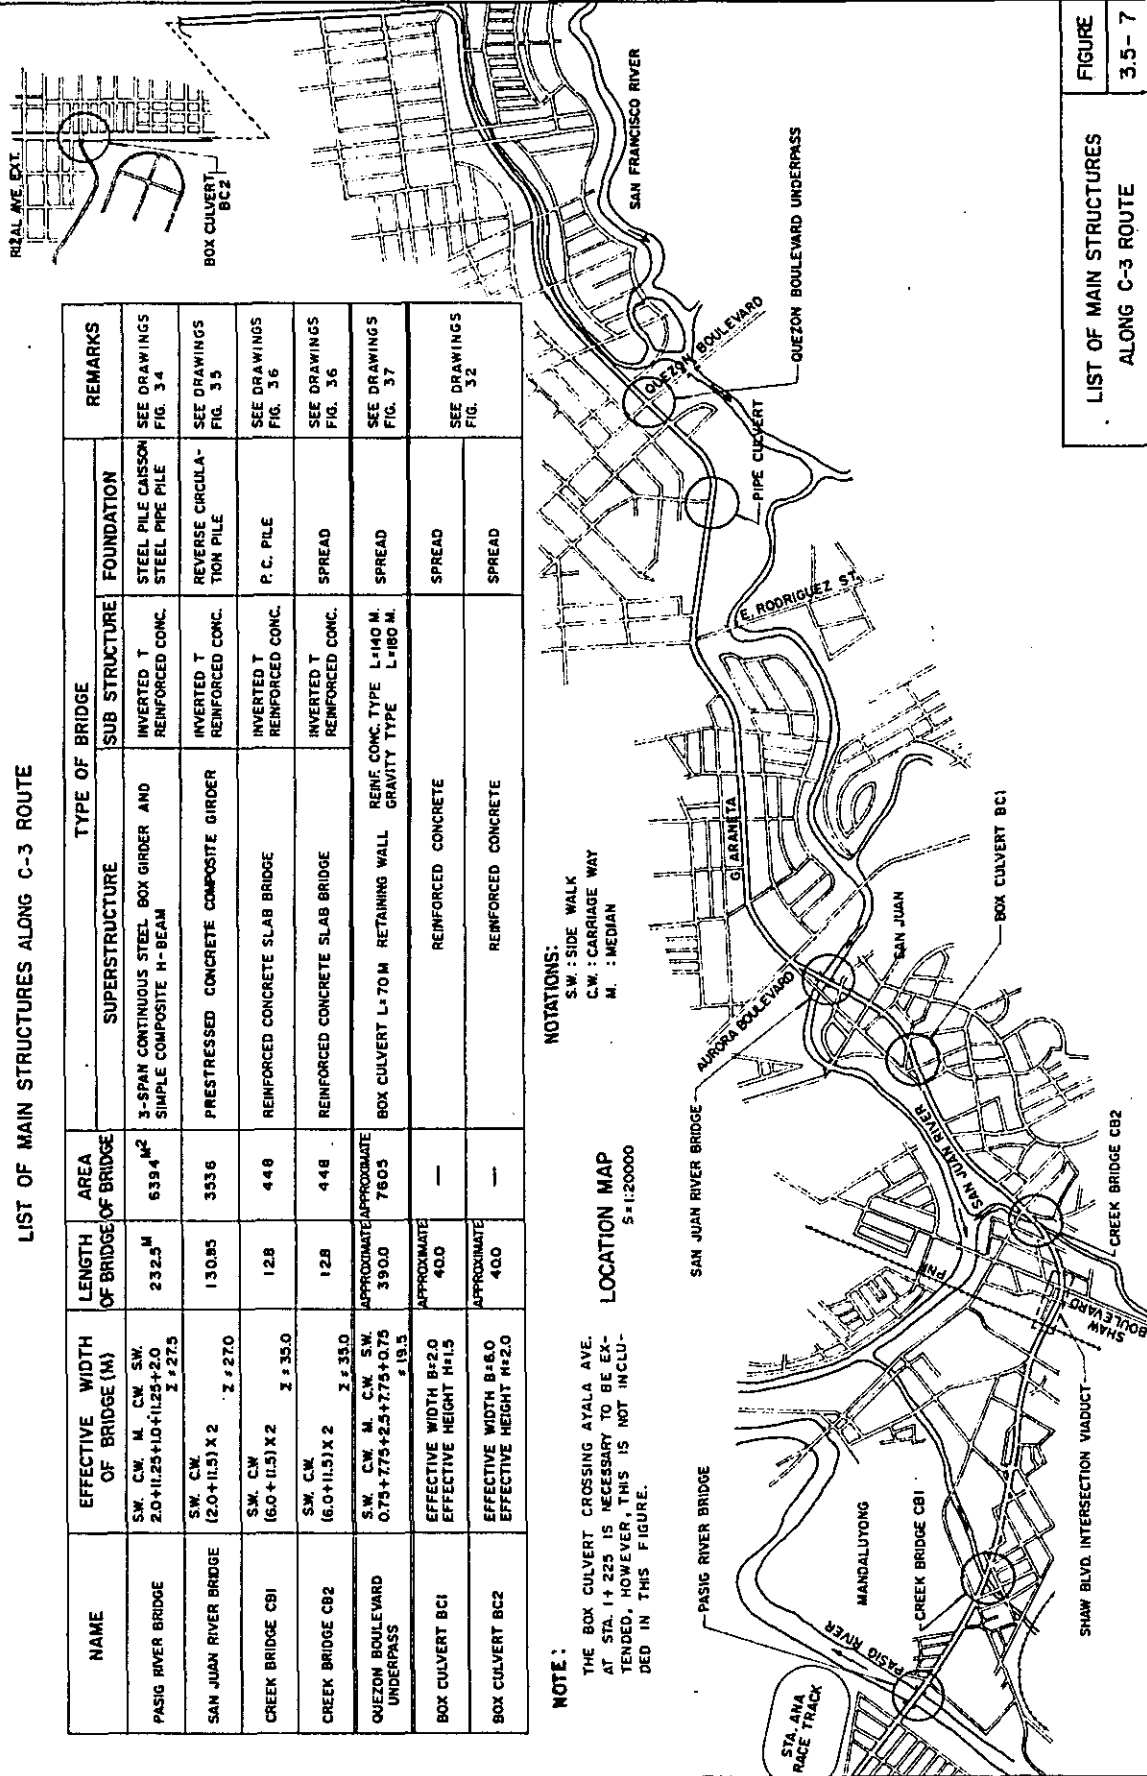 LIST OF MAIN STRUCTURES ALONG C-3 ROUTE
NAME
EFFECTIVE WIDTH
OF BRIDGE (M)
LENGTH
OF BRIDGE
AREA
OF BRIDGE
TYPE OF BRIDGE
SUPERSTRUCTURE
SUB STRUCTURE
FOUNDATION
REMARKS
PASIG RIVER BRIDGE
S.W. C.W. M. C.W. S.W.
2.0+11.25+1.0+11.25+2.0
Σ = 27.5
232.5 M
6394 M2
3-SPAN CONTINUOUS STEEL BOX GIRDER AND
SIMPLE COMPOSITE H-BEAM
INVERTED T
REINFORCED CONC.
STEEL PILE CAISSON
STEEL PIPE PILE
SEE DRAWINGS
FIG. 34
SAN JUAN RIVER BRIDGE
S.W. C.W.
(2.0+11.5) X 2
Σ = 27.0
130.85
3536
PRESTRESSED CONCRETE COMPOSITE GIRDER
INVERTED T
REINFORCED CONC.
REVERSE CIRCULA-
TION PILE
SEE DRAWINGS
FIG. 35
CREEK BRIDGE CB1
S.W. C.W
(6.0+11.5) X 2
Σ = 35.0
12.8
448
REINFORCED CONCRETE SLAB BRIDGE
INVERTED T
REINFORCED CONC.
P.C. PILE
SEE DRAWINGS
FIG. 36
CREEK BRIDGE CB2
S.W. C.W.
(6.0+11.5) X 2
Σ = 35.0
12.8
448
REINFORCED CONCRETE SLAB BRIDGE
INVERTED T
REINFORCED CONC.
SPREAD
SEE DRAWINGS
FIG. 36
QUEZON BOULEVARD
UNDERPASS
S.W. C.W. M. C.W. S.W.
0.75+7.75+2.5+7.75+0.75
= 19.5
APPROXIMATE
390.0
APPROXIMATE
7605
BOX CULVERT L=70 M RETAINING WALL
REINF. CONC. TYPE L=140 M.
GRAVITY TYPE L=180 M.
SPREAD
SEE DRAWINGS
FIG. 37
BOX CULVERT BC1
EFFECTIVE WIDTH B=2.0
EFFECTIVE HEIGHT H=1.5
APPROXIMATE
40.0
—
REINFORCED CONCRETE
SPREAD
SEE DRAWINGS
FIG. 32
BOX CULVERT BC2
EFFECTIVE WIDTH B=6.0
EFFECTIVE HEIGHT H=2.0
APPROXIMATE
40.0
—
REINFORCED CONCRETE
SPREAD
NOTE:
THE BOX CULVERT CROSSING AYALA AVE.
AT STA. 1+225 IS NECESSARY TO BE EX-
TENDED, HOWEVER, THIS IS NOT INCLU-
DED IN THIS FIGURE.
LOCATION MAP
S=1:20000
NOTATIONS:
S.W. : SIDE WALK
C.W. : CARRIAGE WAY
M. : MEDIAN
RIZAL AVE. EXT.
BOX CULVERT
BC2
SAN FRANCISCO RIVER
QUEZON BOULEVARD
QUEZON BOULEVARD UNDERPASS
PIPE CULVERT
E. RODRIGUEZ ST.
G. ARANETA
AURORA BOULEVARD
SAN JUAN RIVER BRIDGE
SAN JUAN
BOX CULVERT BC1
SAN JUAN RIVER
CREEK BRIDGE CB2
PNR
SHAW
BOULEVARD
SHAW BLVD. INTERSECTION VIADUCT
PASIG RIVER BRIDGE
MANDALUYONG
CREEK BRIDGE CB1
PASIG RIVER
STA. ANA
RACE TRACK
LIST OF MAIN STRUCTURES
ALONG C-3 ROUTE
FIGURE
3.5-7